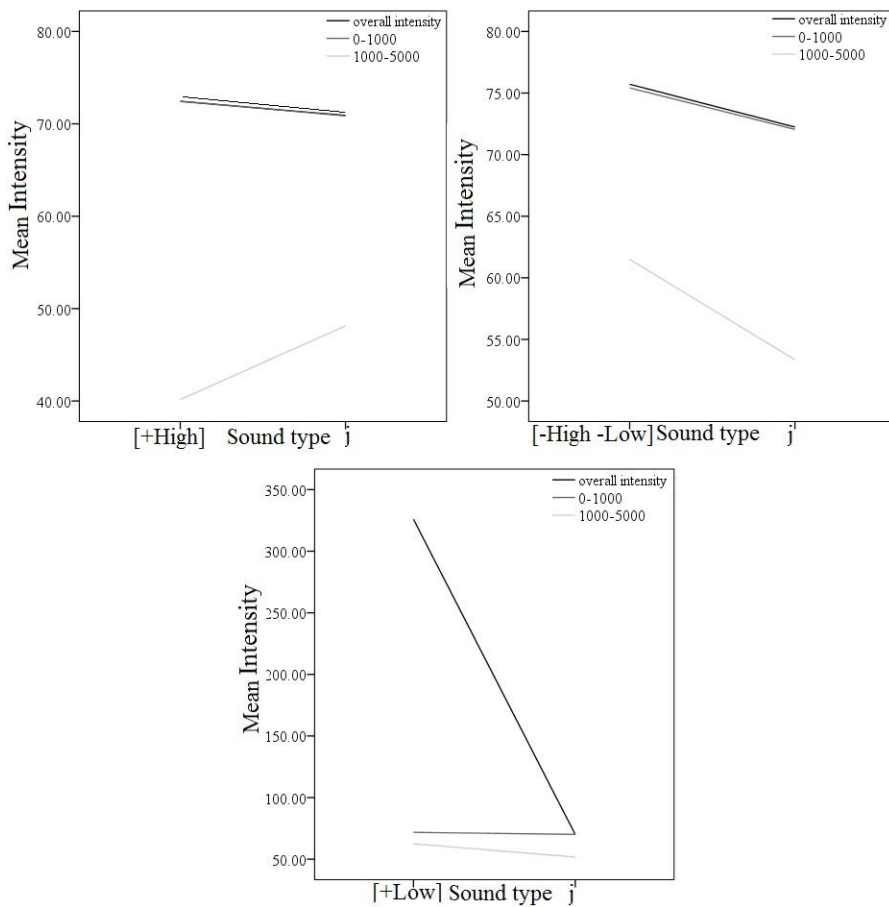 overall intensity
0-1000
1000-5000
80.00
70.00
60.00
50.00
40.00
Mean Intensity
[+High] Sound type j
overall intensity
0-1000
1000-5000
80.00
75.00
70.00
65.00
60.00
55.00
50.00
Mean Intensity
[-High -Low] Sound type j
overall intensity
0-1000
1000-5000
350.00
300.00
250.00
200.00
150.00
100.00
50.00
Mean Intensity
[+Low] Sound type j